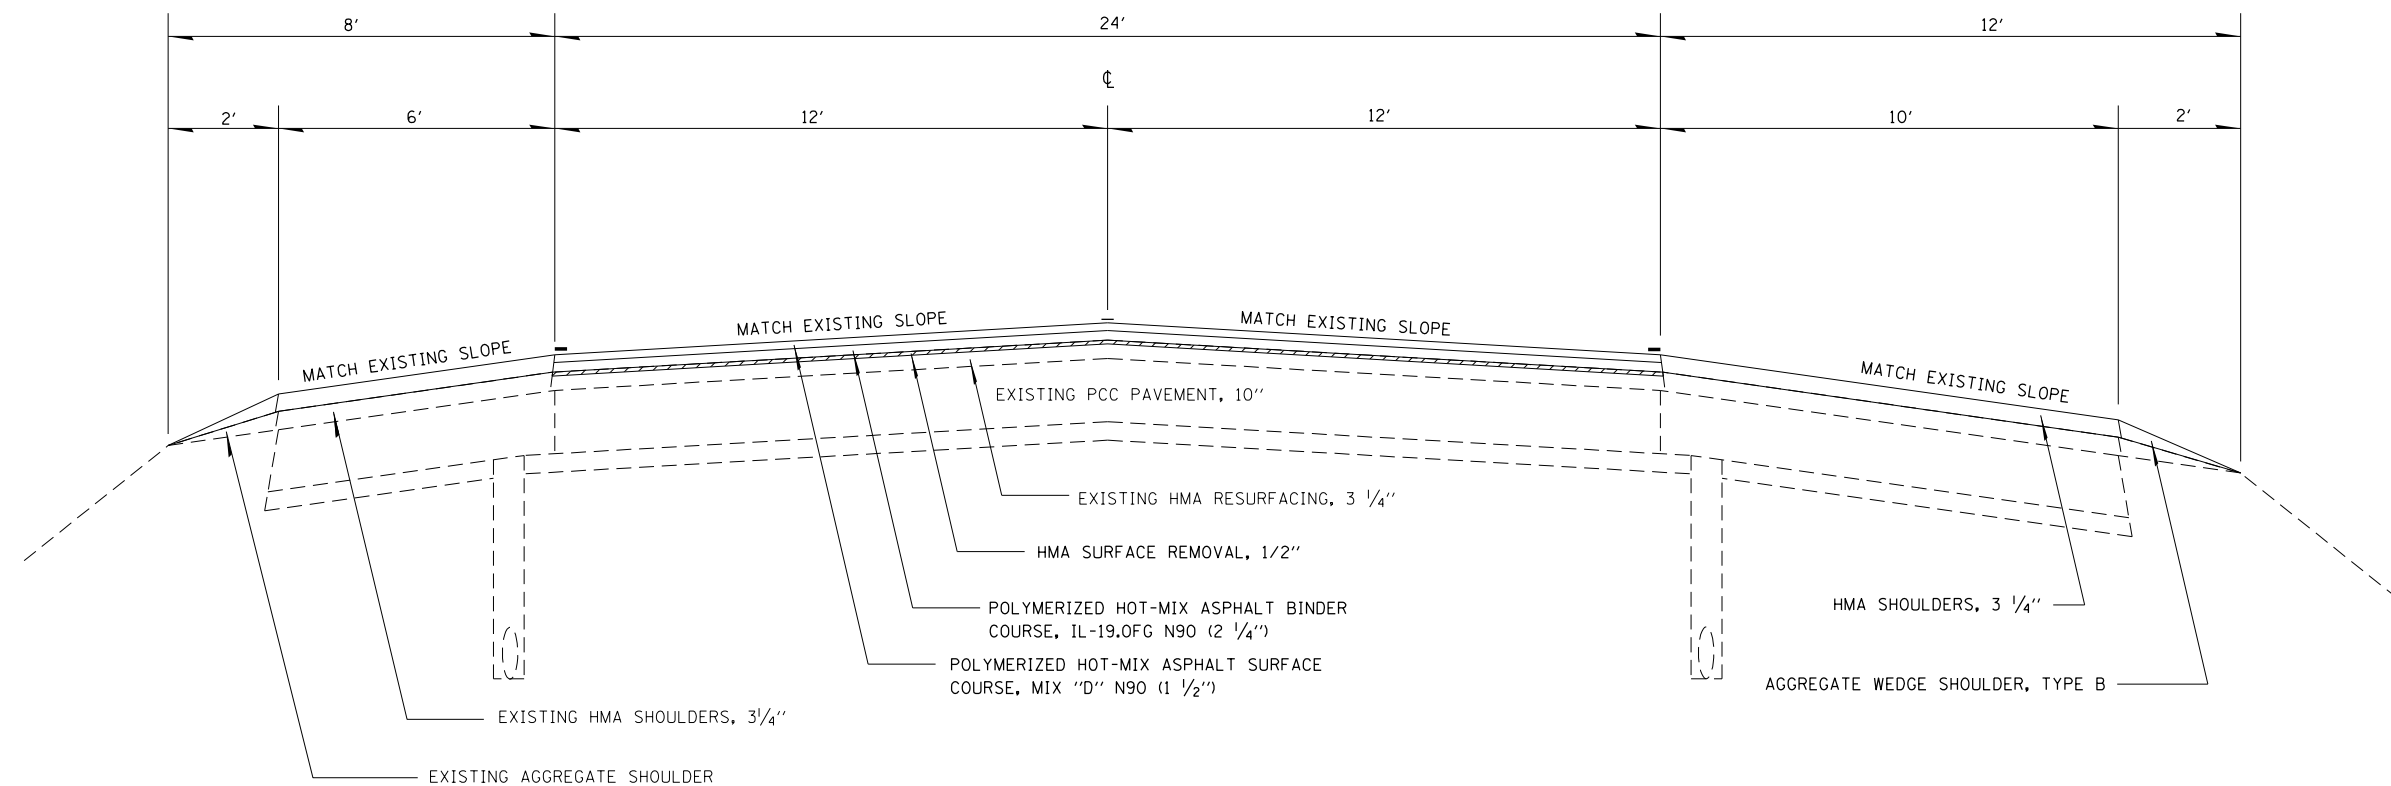 8' 24' 12'
℄
2' 6' 12' 12' 10' 2'
MATCH EXISTING SLOPE
MATCH EXISTING SLOPE
MATCH EXISTING SLOPE
MATCH EXISTING SLOPE
EXISTING PCC PAVEMENT, 10"
EXISTING HMA RESURFACING, 3 1/4"
HMA SURFACE REMOVAL, 1/2"
POLYMERIZED HOT-MIX ASPHALT BINDER
COURSE, IL-19.0FG N90 (2 1/4")
POLYMERIZED HOT-MIX ASPHALT SURFACE
COURSE, MIX "D" N90 (1 1/2")
HMA SHOULDERS, 3 1/4"
AGGREGATE WEDGE SHOULDER, TYPE B
EXISTING HMA SHOULDERS, 3 1/4"
EXISTING AGGREGATE SHOULDER